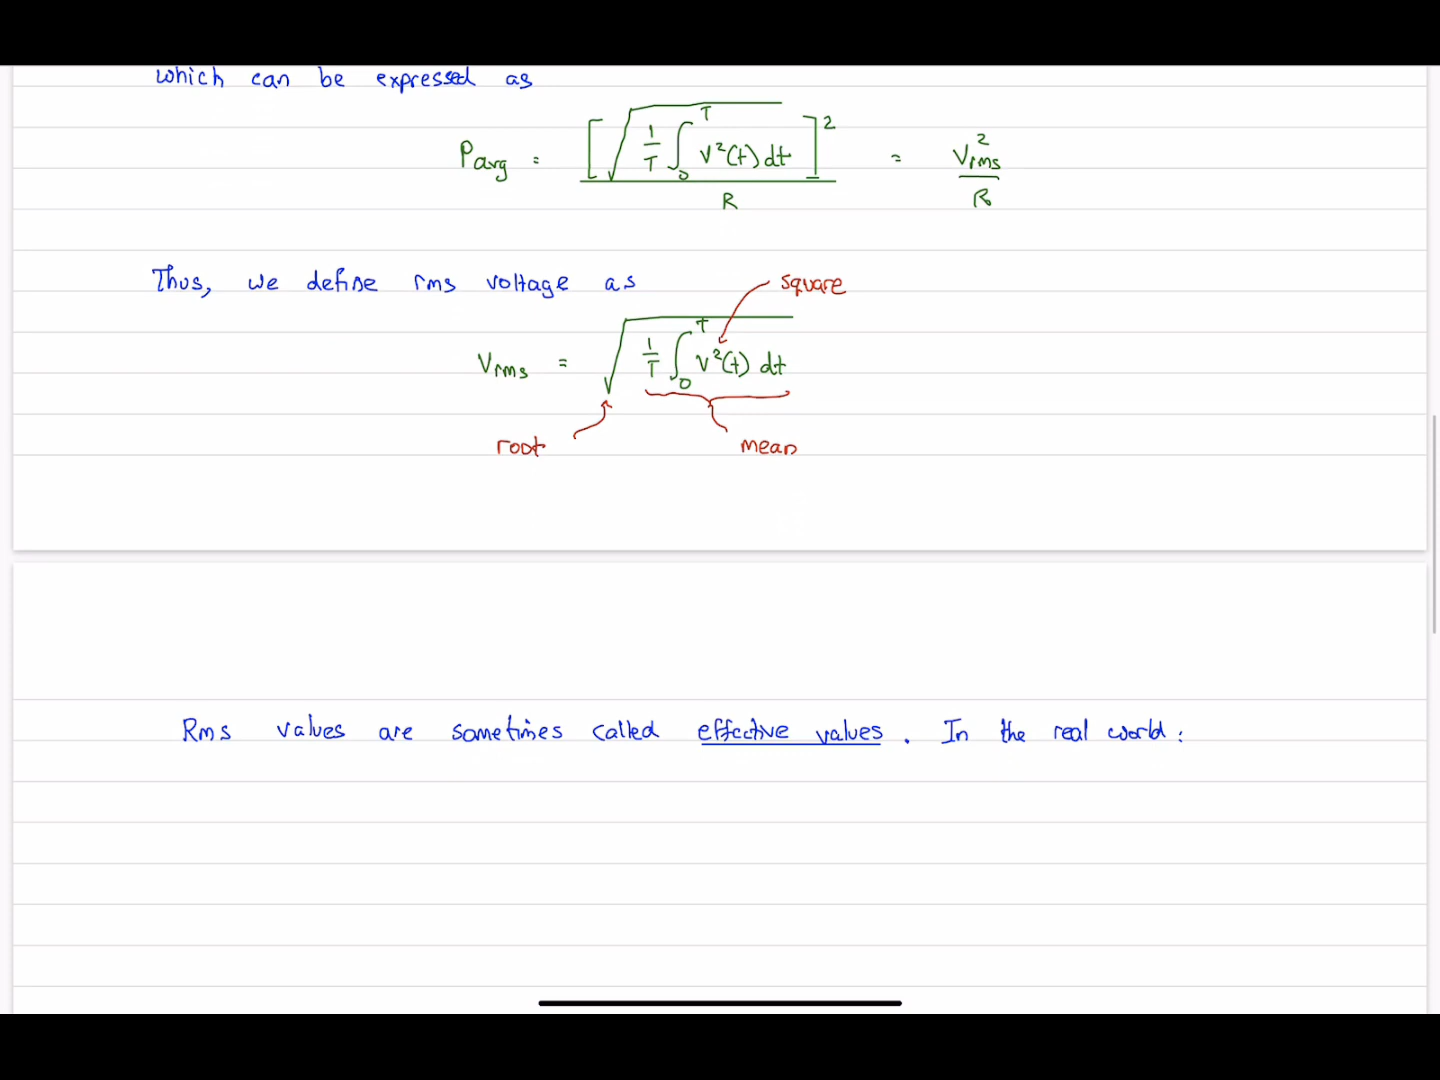 which can be expressed as
Pavg = [√(1/T ∫₀ᵀ v²(t) dt)]² / R = Vrms² / R
Thus, we define rms voltage as
square
Vrms = √(1/T ∫₀ᵀ v²(t) dt)
root mean
Rms values are sometimes called effective values. In the real world: